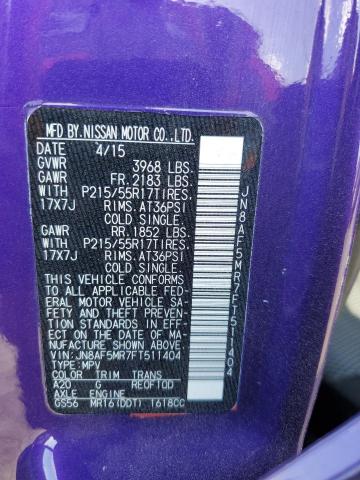 MFD BY.NISSAN MOTOR CO.,LTD.
DATE 4/15
GVWR 3968 LBS.
GAWR FR.2183 LBS.
WITH P215/55R17TIRES.
17X7J RIMS.AT36PSI
COLD SINGLE.
GAWR RR.1852 LBS.
WITH P215/55R17TIRES.
17X7J RIMS.AT36PSI
COLD SINGLE.
THIS VEHICLE CONFORMS
TO ALL APPLICABLE FED-
ERAL MOTOR VEHICLE SA-
FETY AND THEFT PREVEN-
TION STANDARDS IN EFF-
ECT ON THE DATE OF MA-
NUFACTURE SHOWN ABOVE.
VIN:JN8AF5MR7FT511404
TYPE:MPV
COLOR TRIM TRANS
A20 G RE0F10D
AXLE ENGINE
GS56 MR16(DDT) 1618CC
JN8AF5MR7FT511404